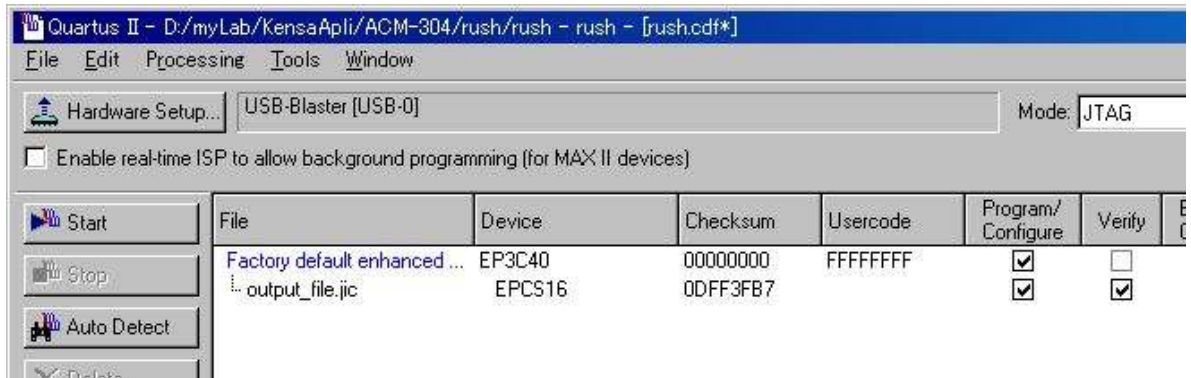 Quartus II - D:/myLab/KensaApli/ACM-304/rush/rush - rush - [rush.cdf*]
File Edit Processing Tools Window
Hardware Setup... USB-Blaster [USB-0] Mode: JTAG
Enable real-time ISP to allow background programming (for MAX II devices)
Start File Device Checksum Usercode Program/ Configure Verify
Factory default enhanced ... EP3C40 00000000 FFFFFFFF
Stop
output_file.jic EPCS16 0DFF3FB7
Auto Detect
Delete